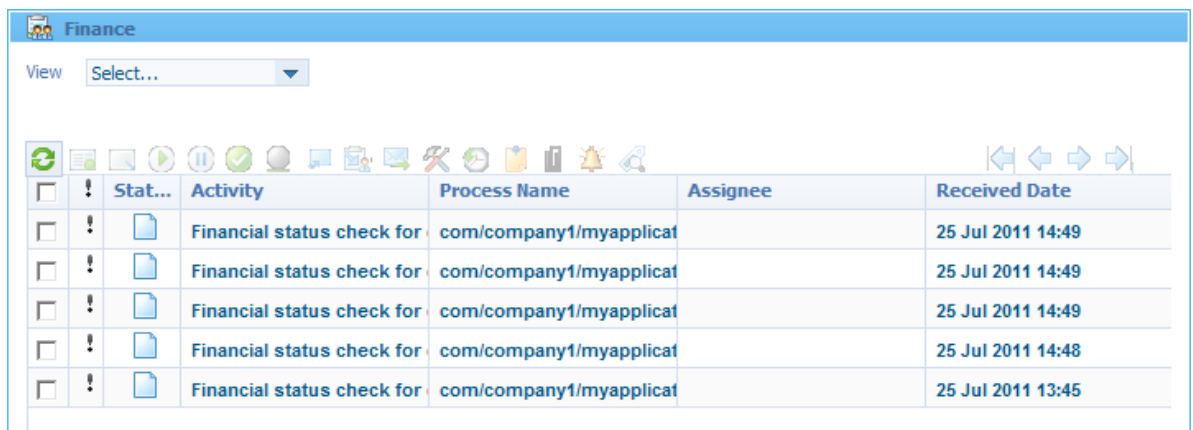 Finance
View Select...
! Stat... Activity Process Name Assignee Received Date
! Financial status check for com/company1/myapplicat 25 Jul 2011 14:49
! Financial status check for com/company1/myapplicat 25 Jul 2011 14:49
! Financial status check for com/company1/myapplicat 25 Jul 2011 14:49
! Financial status check for com/company1/myapplicat 25 Jul 2011 14:48
! Financial status check for com/company1/myapplicat 25 Jul 2011 13:45